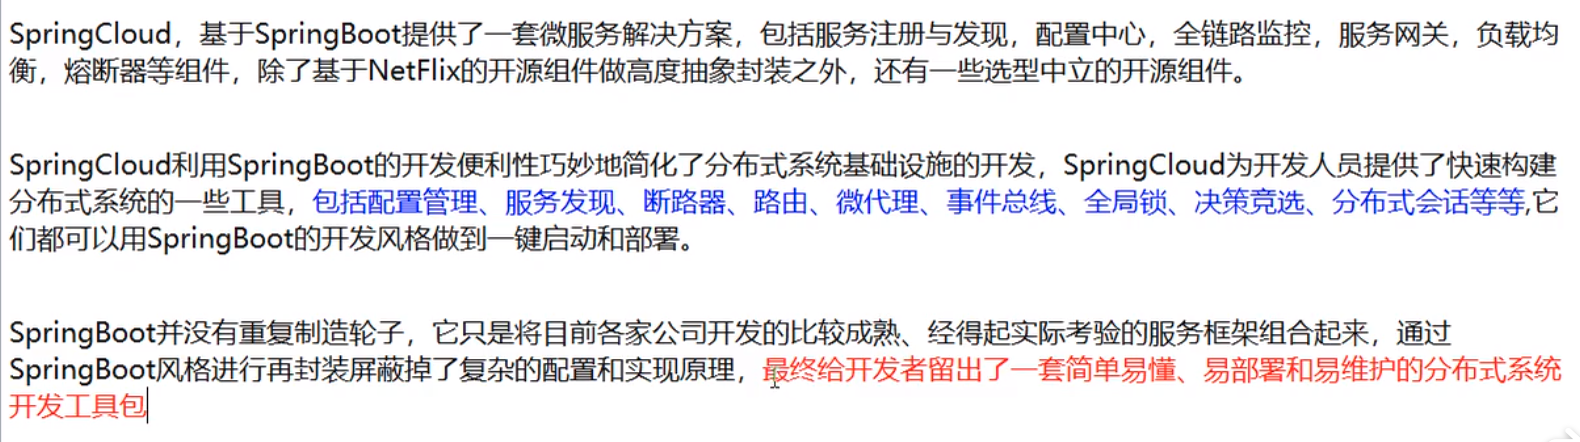 SpringCloud，基于SpringBoot提供了一套微服务解决方案，包括服务注册与发现，配置中心，全链路监控，服务网关，负载均
衡，熔断器等组件，除了基于NetFlix的开源组件做高度抽象封装之外，还有一些选型中立的开源组件。
SpringCloud利用SpringBoot的开发便利性巧妙地简化了分布式系统基础设施的开发，SpringCloud为开发人员提供了快速构建
分布式系统的一些工具，包括配置管理、服务发现、断路器、路由、微代理、事件总线、全局锁、决策竞选、分布式会话等等,它
们都可以用SpringBoot的开发风格做到一键启动和部署。
SpringBoot并没有重复制造轮子，它只是将目前各家公司开发的比较成熟、经得起实际考验的服务框架组合起来，通过
SpringBoot风格进行再封装屏蔽掉了复杂的配置和实现原理，最终给开发者留出了一套简单易懂、易部署和易维护的分布式系统
开发工具包